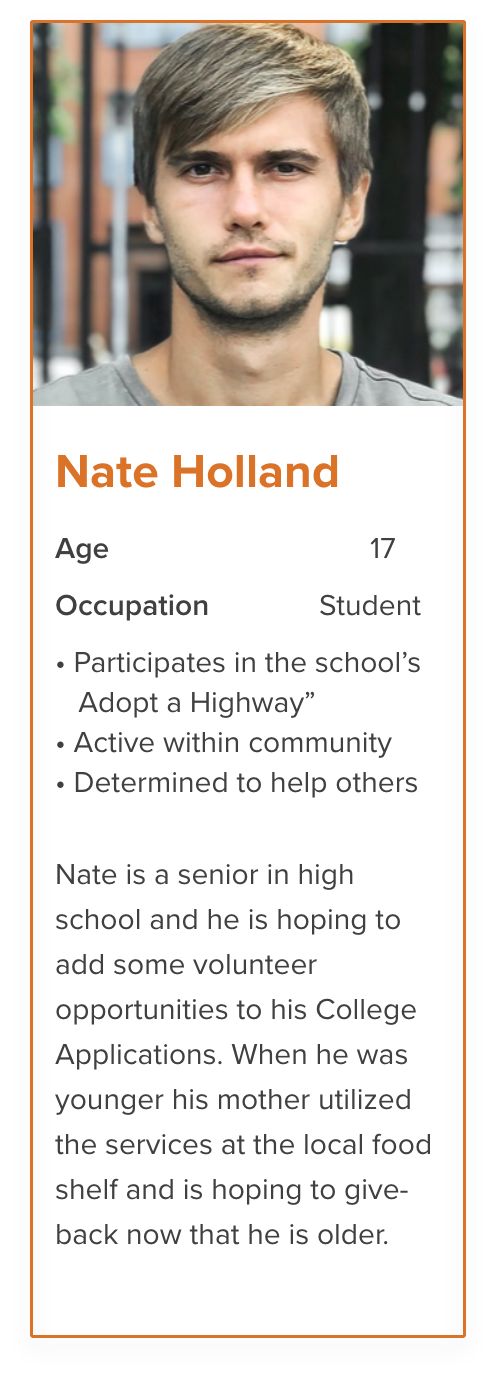 Nate Holland
Age 17
Occupation Student
• Participates in the school’s
Adopt a Highway”
• Active within community
• Determined to help others
Nate is a senior in high
school and he is hoping to
add some volunteer
opportunities to his College
Applications. When he was
younger his mother utilized
the services at the local food
shelf and is hoping to give-
back now that he is older.